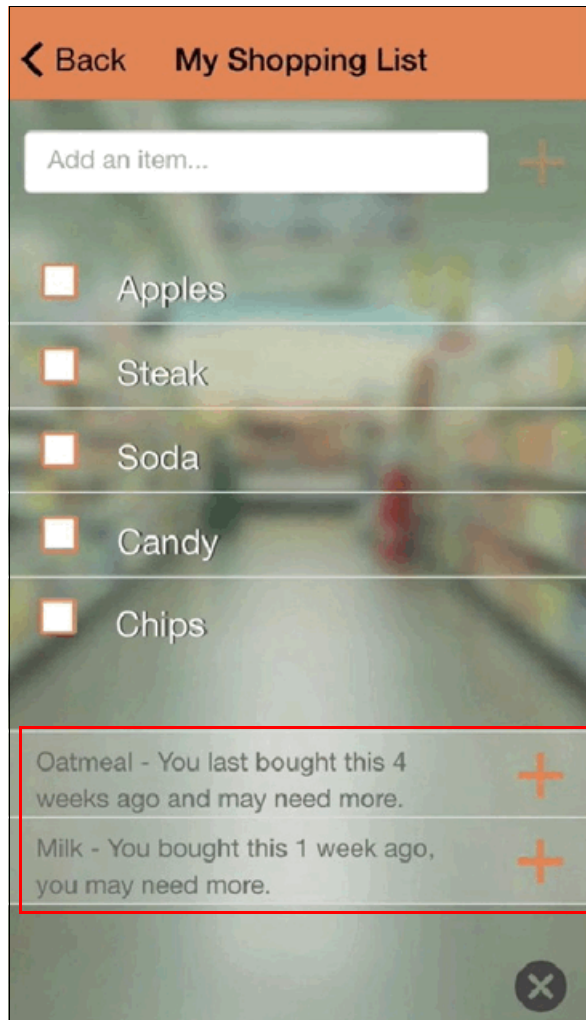 Back My Shopping List
Add an item...
Apples
Steak
Soda
Candy
Chips
Oatmeal - You last bought this 4
weeks ago and may need more.
Milk - You bought this 1 week ago,
you may need more.